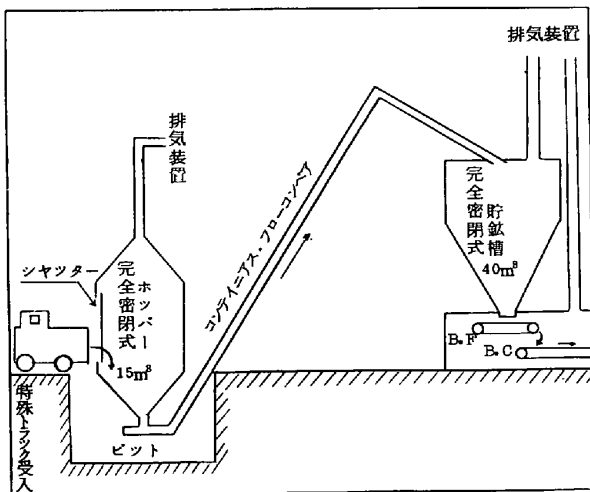 排気装置
排気装置
コンテイニアス・フローコンベア
完全密閉式
貯鉱槽
40m³
シヤツター
完全密閉式
ホッパー
15m³
B.F
B.C
ピット
特殊トラック受入